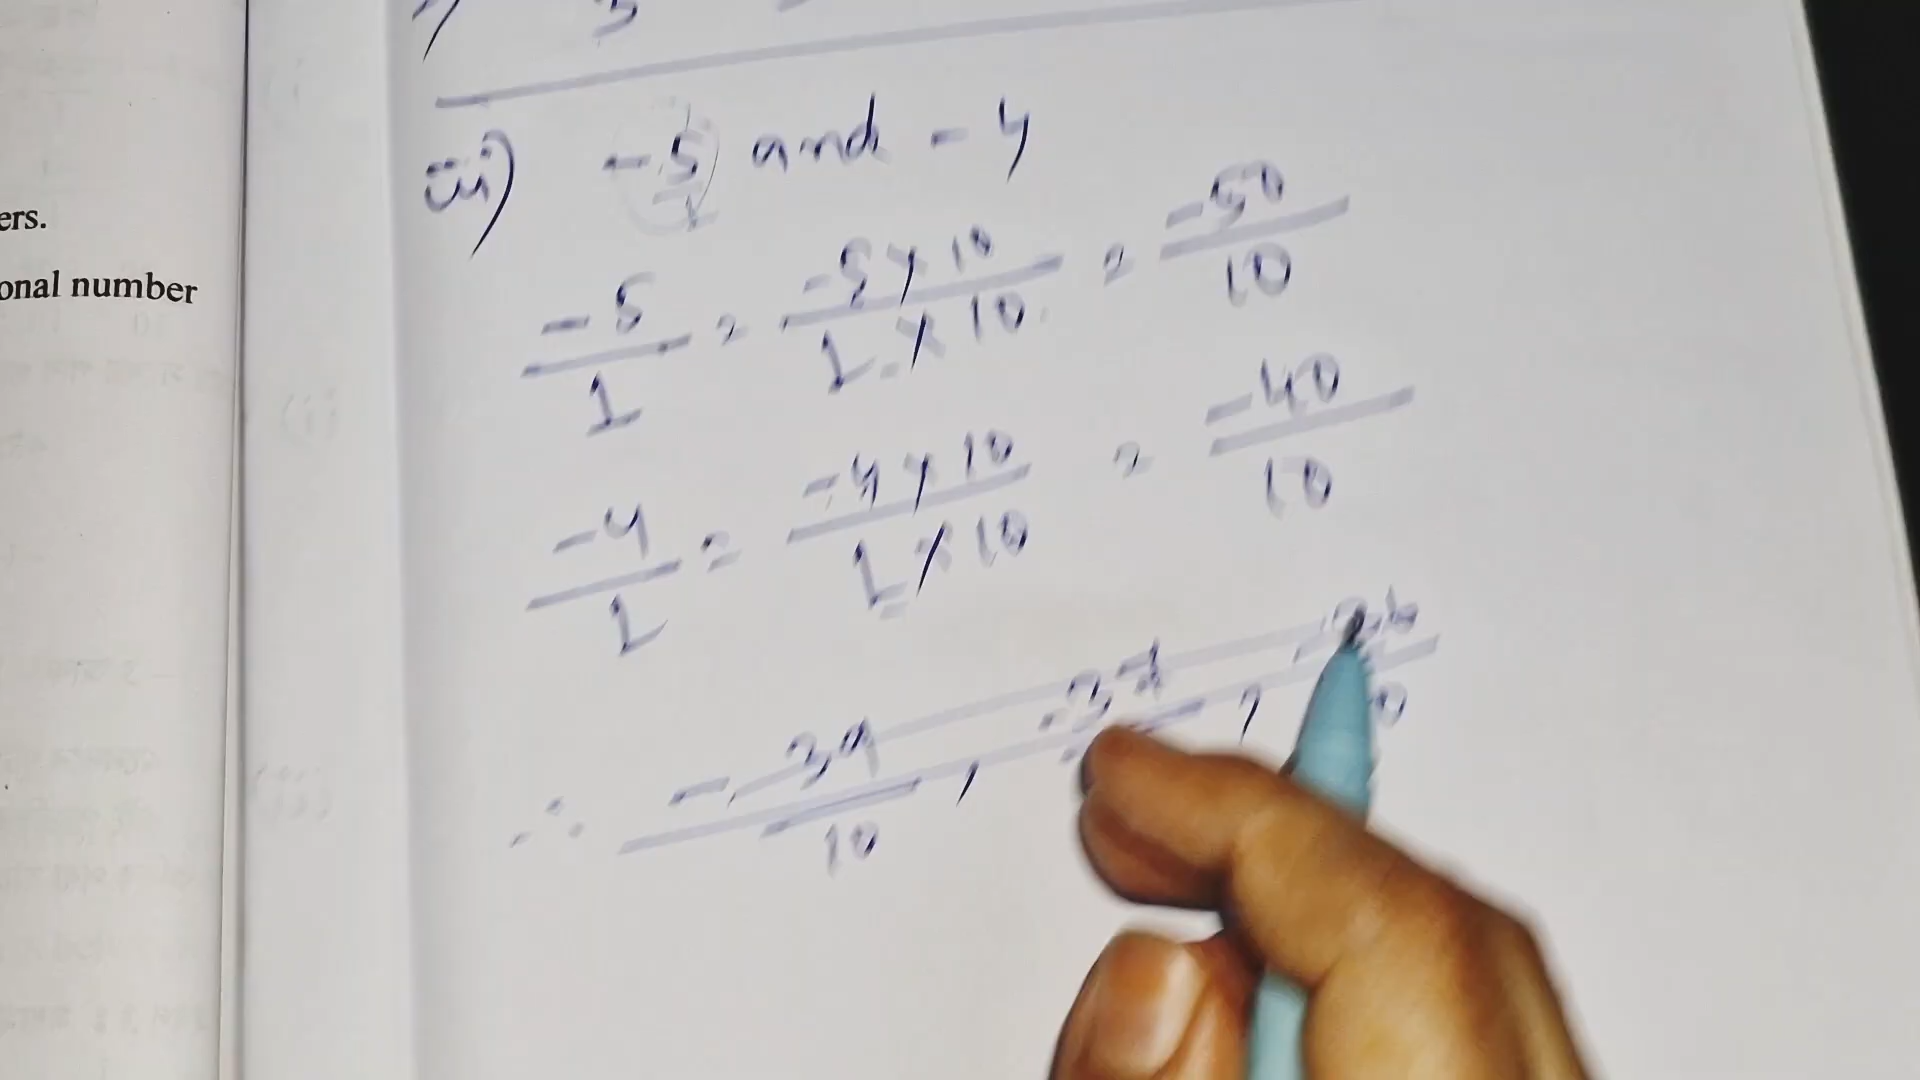 ers.
onal number
iii) -5/1 and -4
-5/1 = -5×10/1×10 = -50/10
-4/1 = -4×10/1×10 = -40/10
∴ -39/10 ,